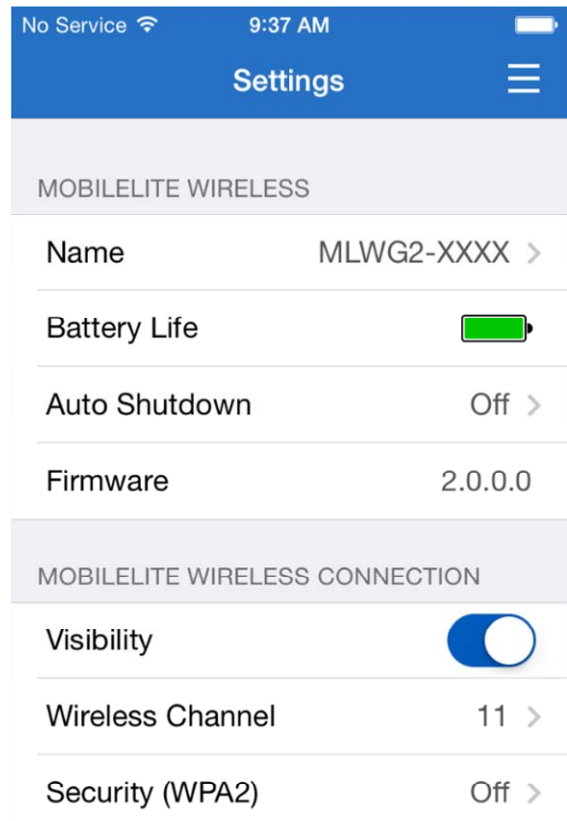 No Service 9:37 AM
Settings
MOBILELITE WIRELESS
Name MLWG2-XXXX
Battery Life
Auto Shutdown Off
Firmware 2.0.0.0
MOBILELITE WIRELESS CONNECTION
Visibility
Wireless Channel 11
Security (WPA2) Off